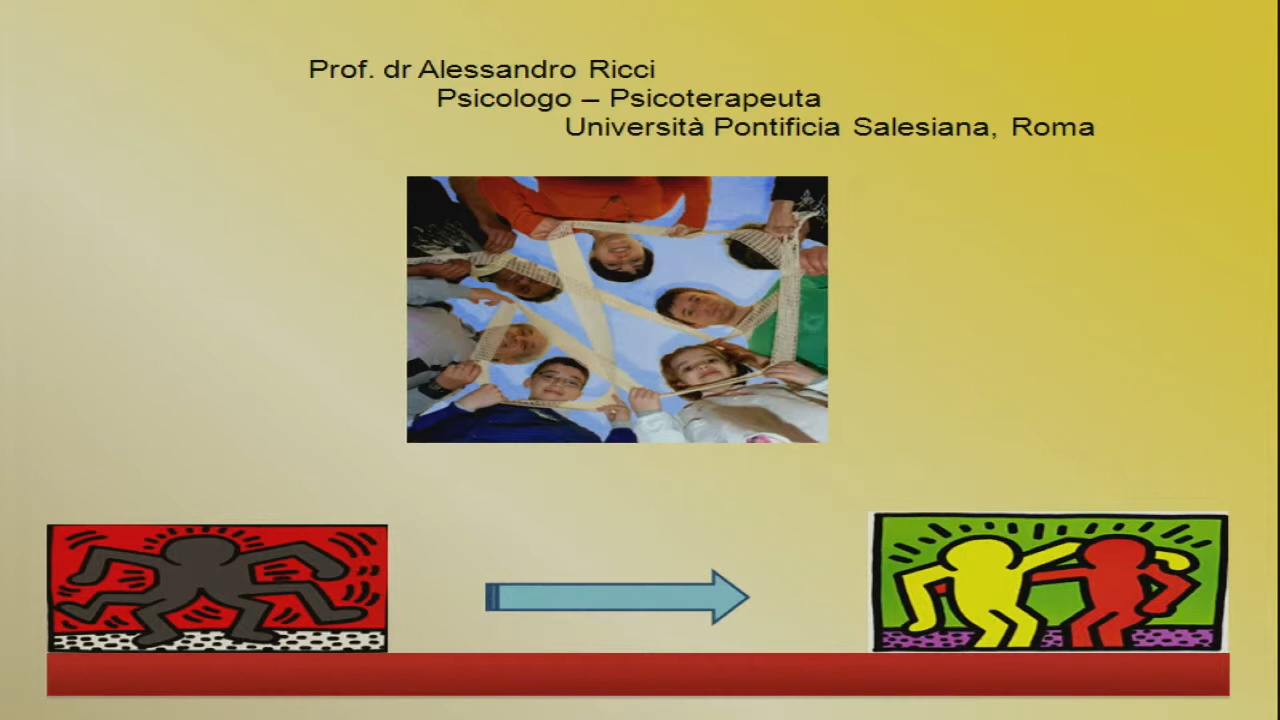 Prof. dr Alessandro Ricci
Psicologo – Psicoterapeuta
Università Pontificia Salesiana, Roma